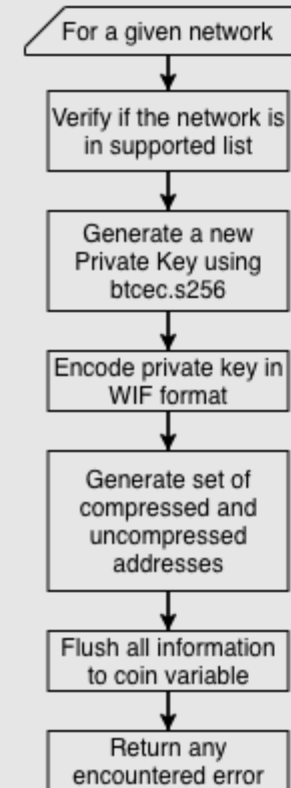 For a given network
Verify if the network is
in supported list
Generate a new
Private Key using
btcec.s256
Encode private key in
WIF format
Generate set of
compressed and
uncompressed
addresses
Flush all information
to coin variable
Return any
encountered error